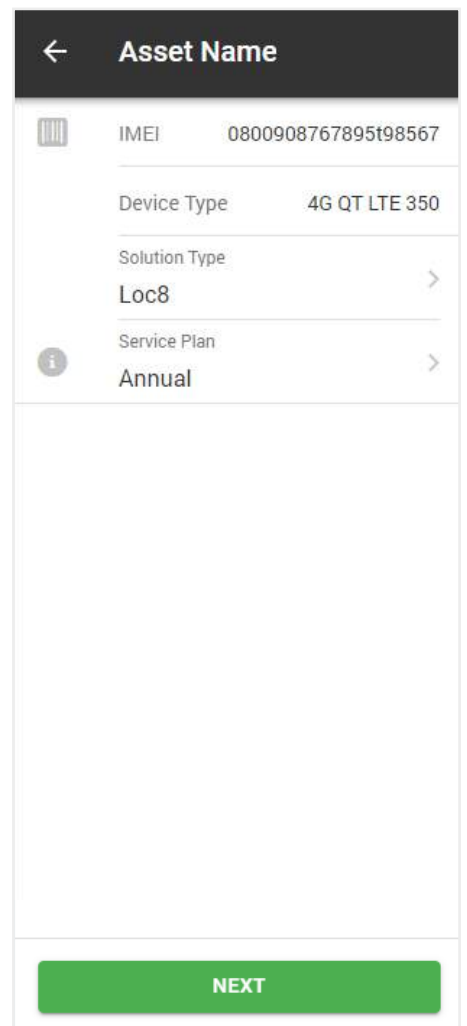 Asset Name
IMEI 0800908767895t98567
Device Type 4G QT LTE 350
Solution Type
Loc8
Service Plan
Annual
NEXT